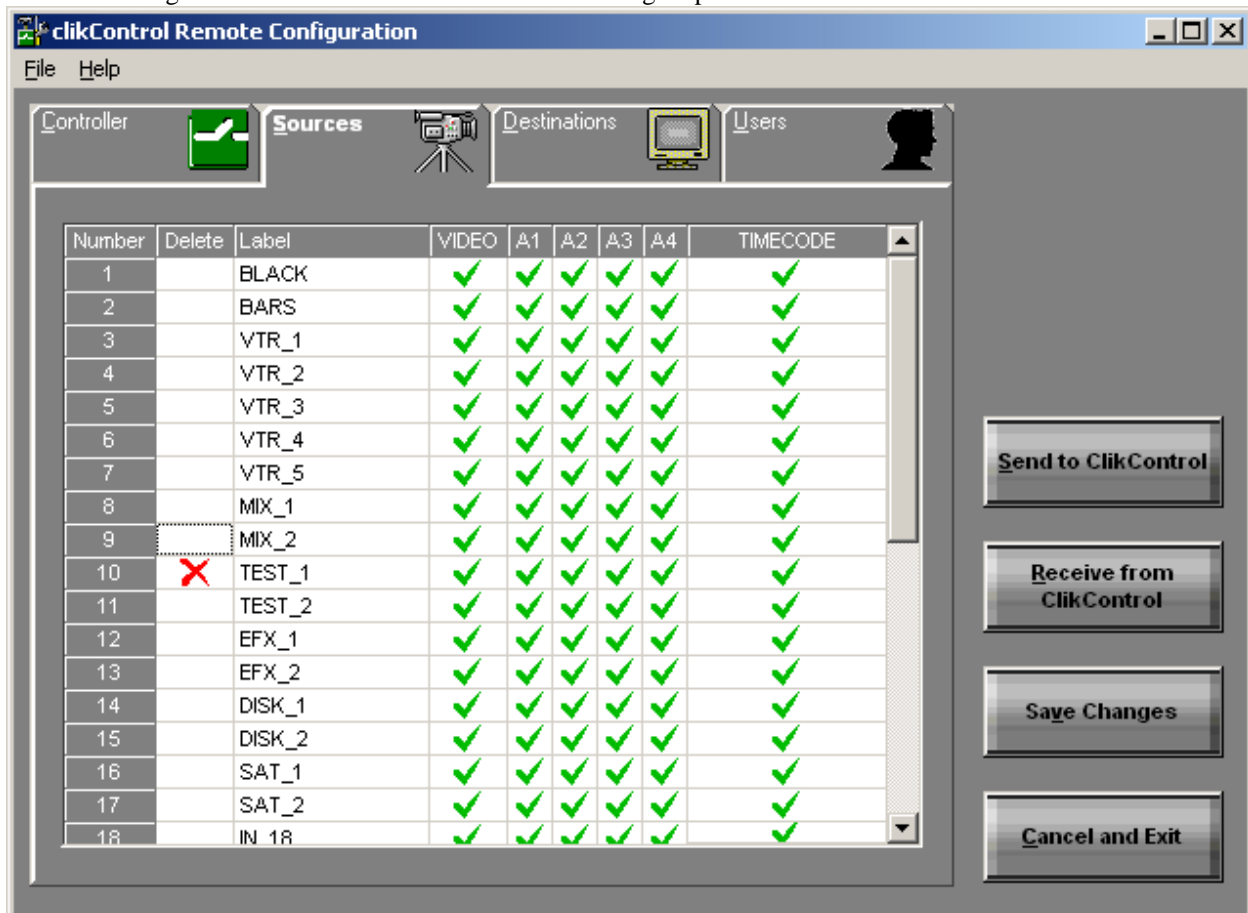 clikControl Remote Configuration
File Help
Controller Sources Destinations Users
Number Delete Label VIDEO A1 A2 A3 A4 TIMECODE
1 BLACK
2 BARS
3 VTR_1
4 VTR_2
5 VTR_3
6 VTR_4
7 VTR_5
8 MIX_1
9 MIX_2
10 TEST_1
11 TEST_2
12 EFX_1
13 EFX_2
14 DISK_1
15 DISK_2
16 SAT_1
17 SAT_2
18 IN_18
Send to ClikControl
Receive from
ClikControl
Save Changes
Cancel and Exit